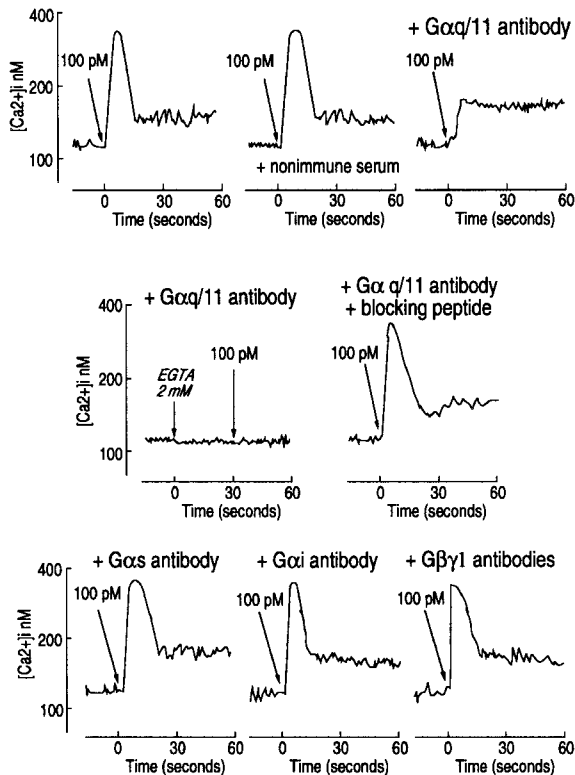 400
[Ca2+]i nM
200
100
100 pM
0 30 60
Time (seconds)
100 pM
+ nonimmune serum
0 30 60
Time (seconds)
+ Gαq/11 antibody
100 pM
0 30 60
Time (seconds)
+ Gαq/11 antibody
400
[Ca2+]i nM
200
100
EGTA
2 mM
100 pM
0 30 60
Time (seconds)
+ Gα q/11 antibody
+ blocking peptide
100 pM
0 30 60
Time (seconds)
+ Gαs antibody
400
[Ca2+]i nM
200
100
100 pM
0 30 60
Time (seconds)
+ Gαi antibody
100 pM
0 30 60
Time (seconds)
+ Gβγ1 antibodies
100 pM
0 30 60
Time (seconds)